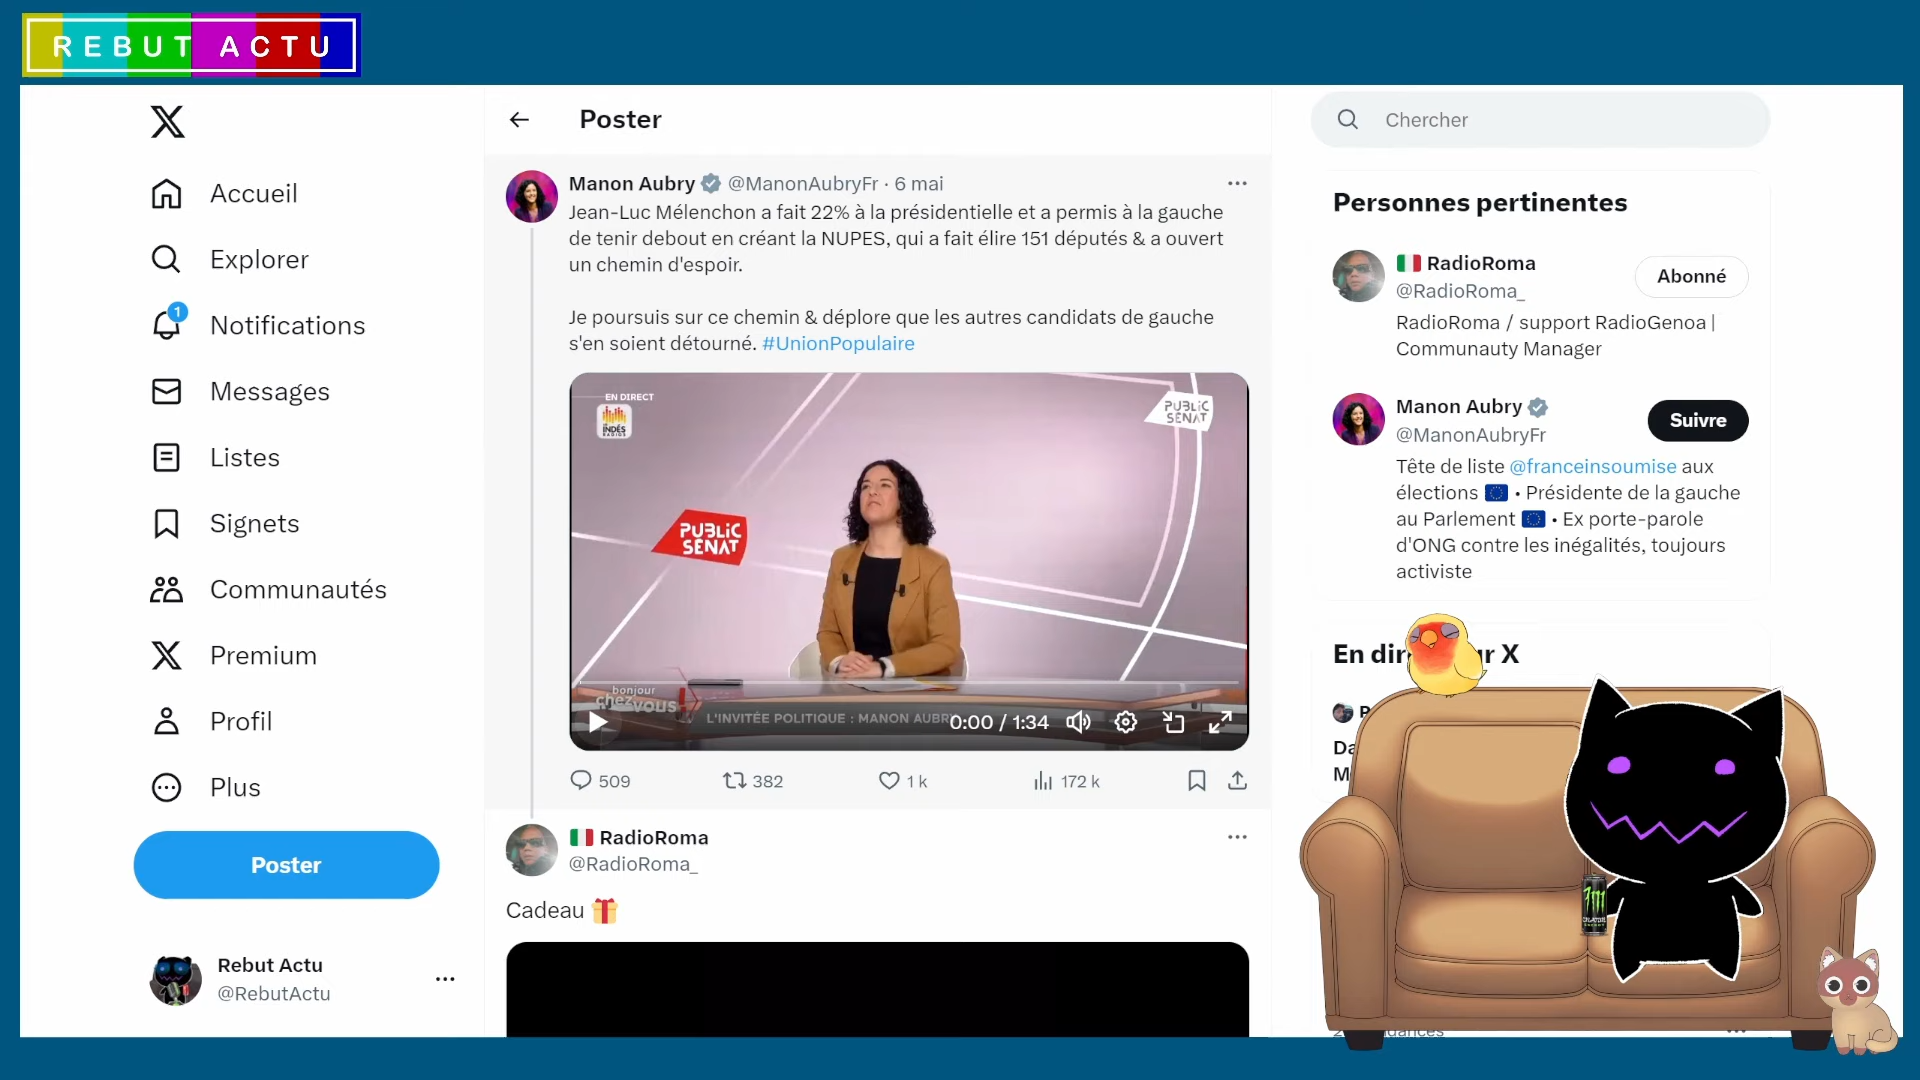 REBUT ACTU
Accueil
Explorer
1
Notifications
Messages
Listes
Signets
Communautés
Premium
Profil
Plus
Poster
Rebut Actu
@RebutActu
Poster
Manon Aubry @ManonAubryFr · 6 mai
Jean-Luc Mélenchon a fait 22% à la présidentielle et a permis à la gauche
de tenir debout en créant la NUPES, qui a fait élire 151 députés & a ouvert
un chemin d'espoir.
Je poursuis sur ce chemin & déplore que les autres candidats de gauche
s'en soient détourné. #UnionPopulaire
EN DIRECT
LES INDÉS
RADIOS
PUBLIC
SÉNAT
PUBLIC
SÉNAT
bonjour
chez vous
L'INVITÉE POLITIQUE : MANON AUBRY
0:00 / 1:34
509
382
1 k
172 k
RadioRoma
@RadioRoma_
Cadeau
Chercher
Personnes pertinentes
RadioRoma
@RadioRoma_
Abonné
RadioRoma / support RadioGenoa |
Communauty Manager
Manon Aubry
@ManonAubryFr
Suivre
Tête de liste @franceinsoumise aux
élections • Présidente de la gauche
au Parlement • Ex porte-parole
d'ONG contre les inégalités, toujours
activiste
En dir r X
Da
M